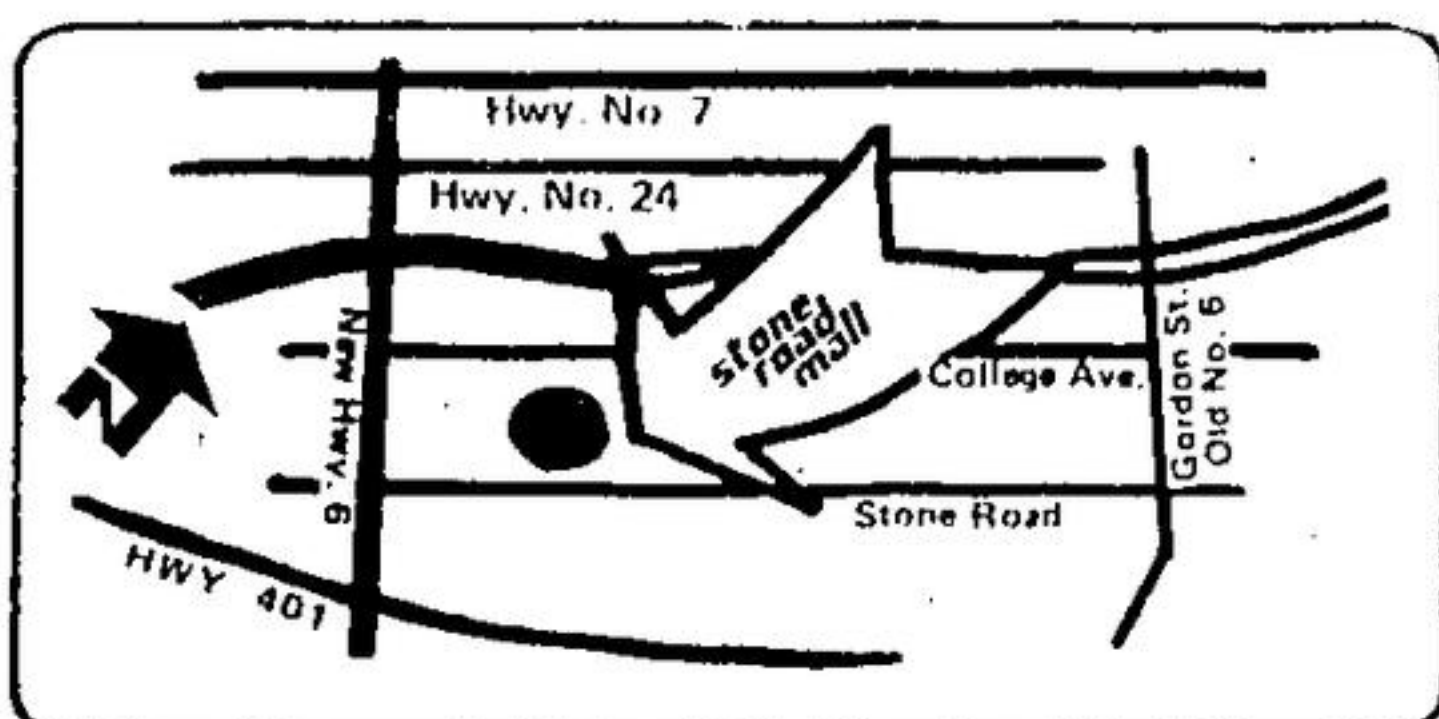 Hwy. No 7
Hwy. No. 24
New Hwy. 6
stone
road
mall
College Ave.
Gordon St.
Old No. 6
Stone Road
HWY 401
N